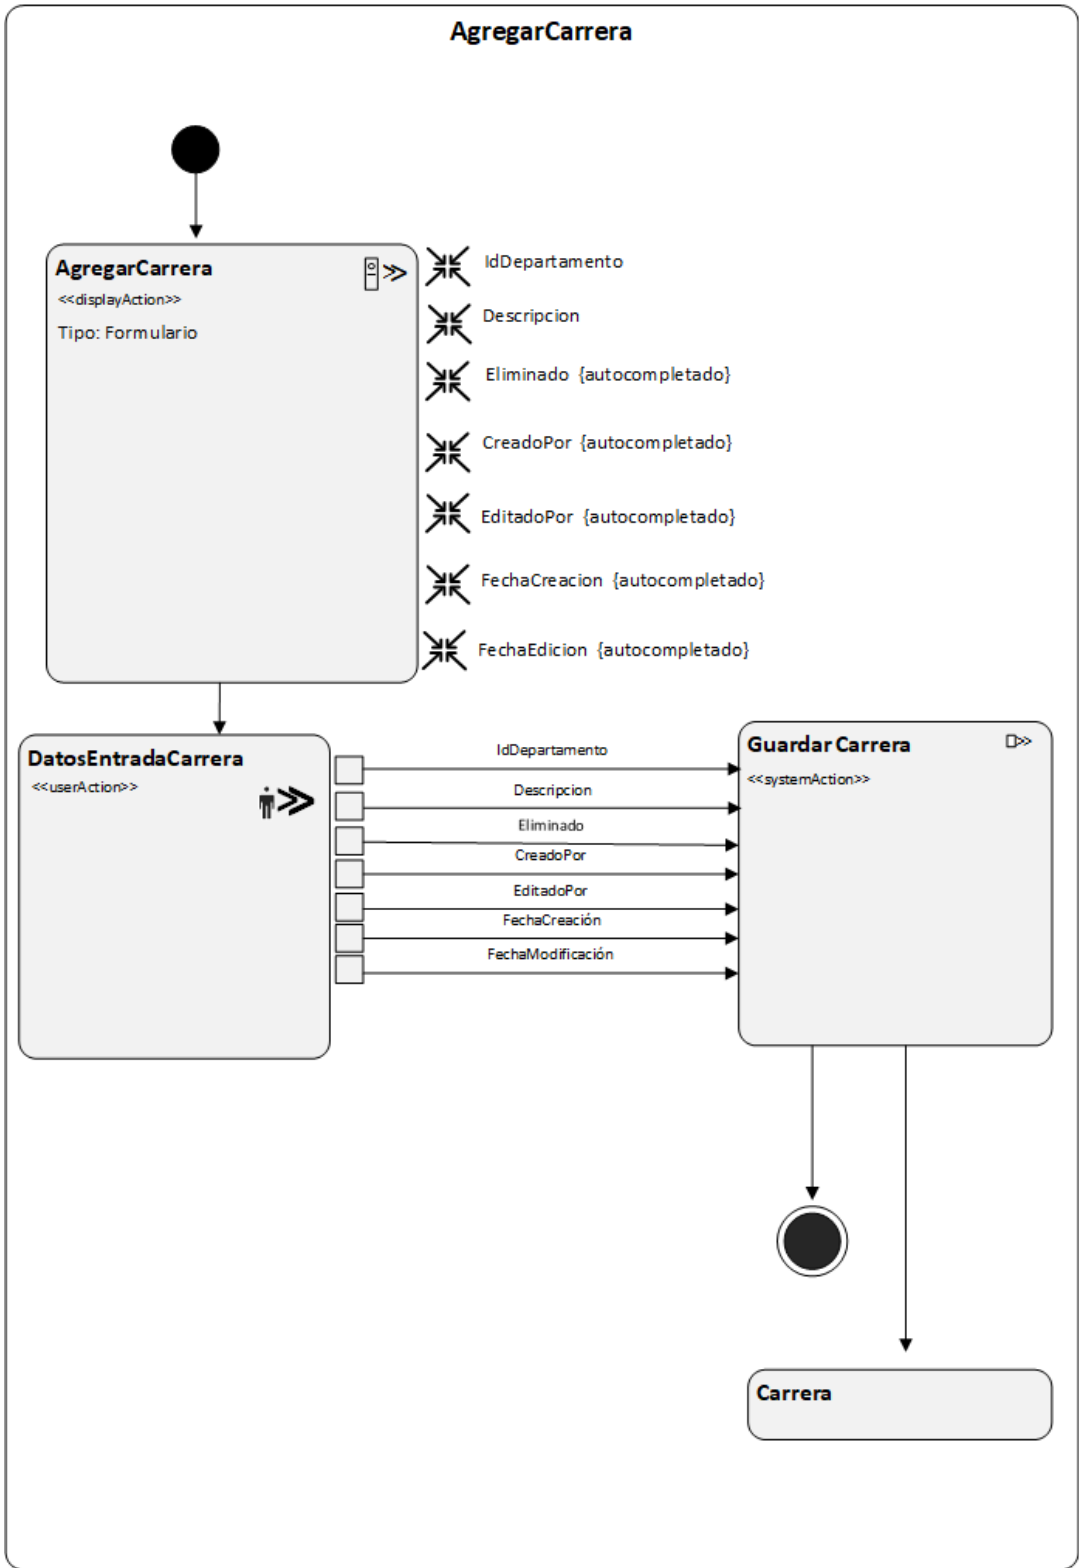 AgregarCarrera
AgregarCarrera
<<displayAction>>
Tipo: Formulario
IdDepartamento
Descripcion
Eliminado {autocompletado}
CreadoPor {autocompletado}
EditadoPor {autocompletado}
FechaCreacion {autocompletado}
FechaEdicion {autocompletado}
DatosEntradaCarrera
<<userAction>>
IdDepartamento
Descripcion
Eliminado
CreadoPor
EditadoPor
FechaCreación
FechaModificación
Guardar Carrera
<<systemAction>>
Carrera